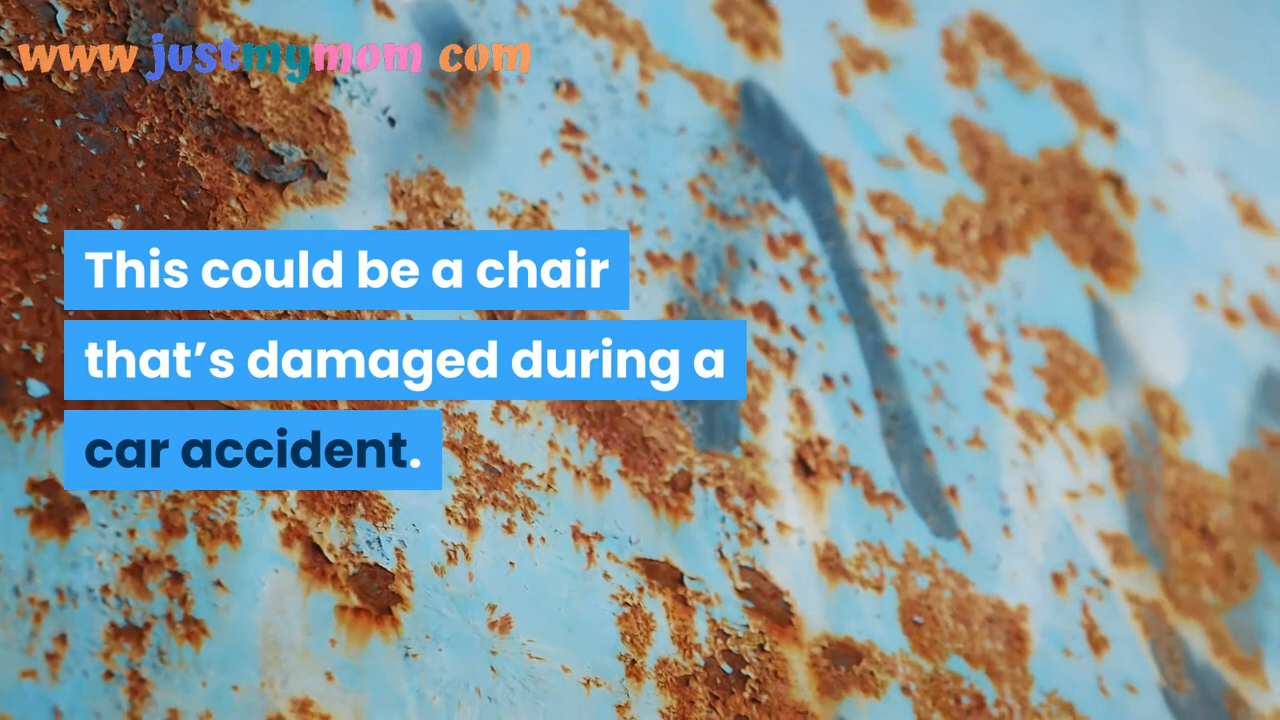 www justmymom com
This could be a chair
that’s damaged during a
car accident.